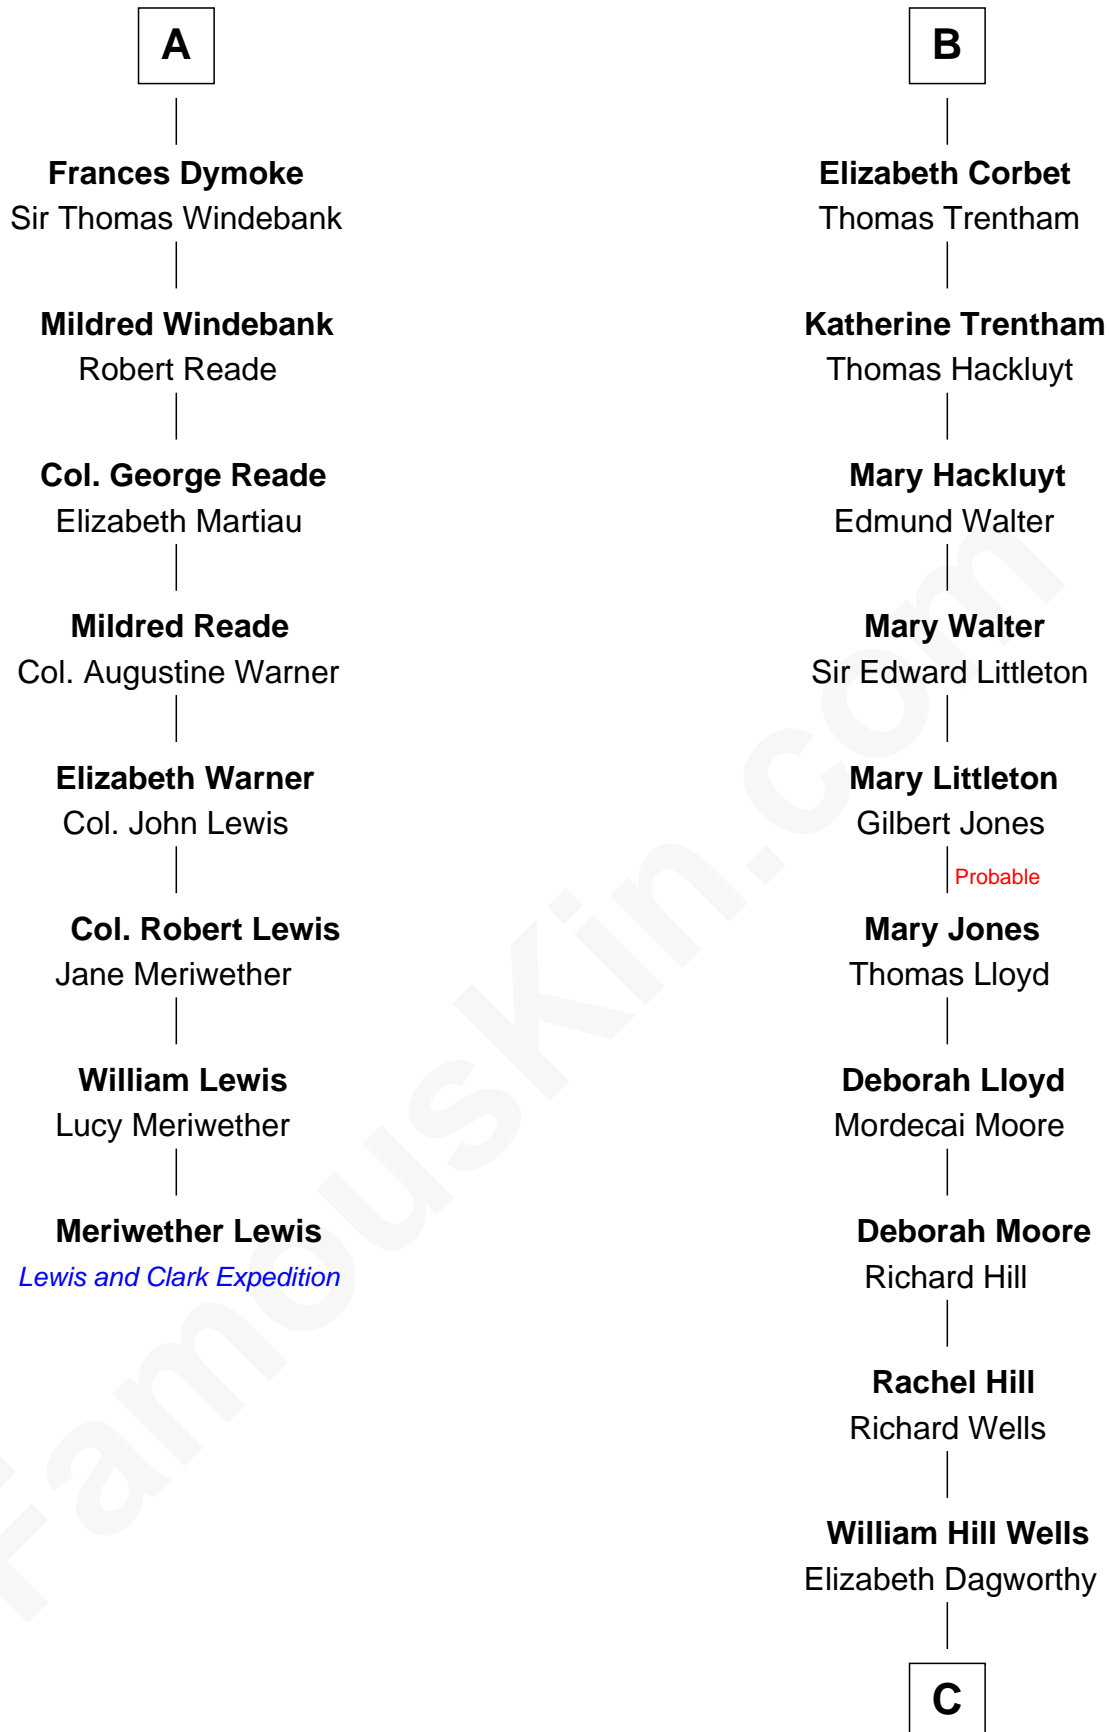 A
Frances Dymoke
Sir Thomas Windebank
Mildred Windebank
Robert Reade
Col. George Reade
Elizabeth Martiau
Mildred Reade
Col. Augustine Warner
Elizabeth Warner
Col. John Lewis
Col. Robert Lewis
Jane Meriwether
William Lewis
Lucy Meriwether
Meriwether Lewis
Lewis and Clark Expedition
B
Elizabeth Corbet
Thomas Trentham
Katherine Trentham
Thomas Hackluyt
Mary Hackluyt
Edmund Walter
Mary Walter
Sir Edward Littleton
Mary Littleton
Gilbert Jones
Probable
Mary Jones
Thomas Lloyd
Deborah Lloyd
Mordecai Moore
Deborah Moore
Richard Hill
Rachel Hill
Richard Wells
William Hill Wells
Elizabeth Dagworthy
C
FamousKin.com